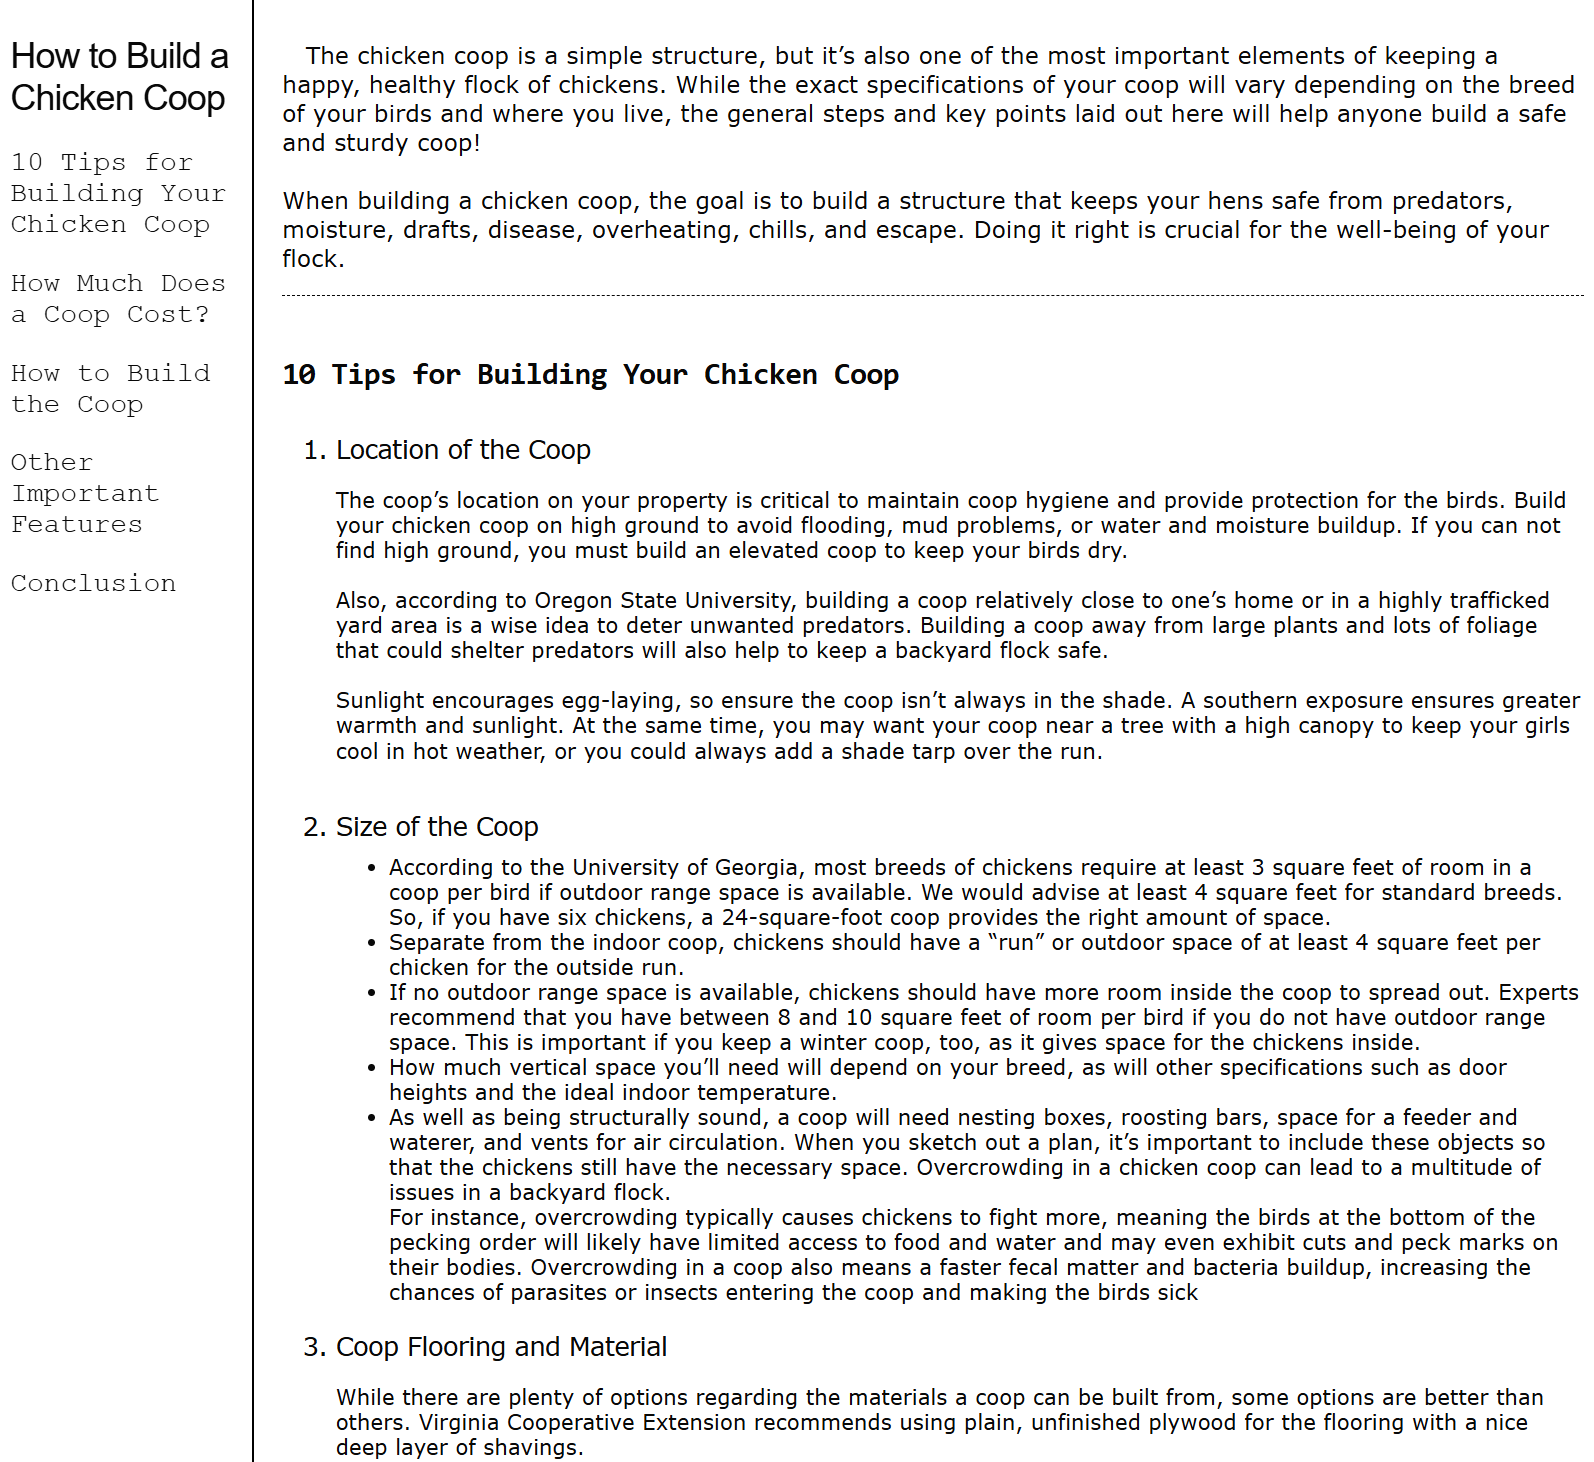 How to Build a
Chicken Coop
10 Tips for
Building Your
Chicken Coop
How Much Does
a Coop Cost?
How to Build
the Coop
Other
Important
Features
Conclusion
The chicken coop is a simple structure, but it’s also one of the most important elements of keeping a
happy, healthy flock of chickens. While the exact specifications of your coop will vary depending on the breed
of your birds and where you live, the general steps and key points laid out here will help anyone build a safe
and sturdy coop!
When building a chicken coop, the goal is to build a structure that keeps your hens safe from predators,
moisture, drafts, disease, overheating, chills, and escape. Doing it right is crucial for the well-being of your
flock.
10 Tips for Building Your Chicken Coop
1. Location of the Coop
The coop’s location on your property is critical to maintain coop hygiene and provide protection for the birds. Build
your chicken coop on high ground to avoid flooding, mud problems, or water and moisture buildup. If you can not
find high ground, you must build an elevated coop to keep your birds dry.
Also, according to Oregon State University, building a coop relatively close to one’s home or in a highly trafficked
yard area is a wise idea to deter unwanted predators. Building a coop away from large plants and lots of foliage
that could shelter predators will also help to keep a backyard flock safe.
Sunlight encourages egg-laying, so ensure the coop isn’t always in the shade. A southern exposure ensures greater
warmth and sunlight. At the same time, you may want your coop near a tree with a high canopy to keep your girls
cool in hot weather, or you could always add a shade tarp over the run.
2. Size of the Coop
• According to the University of Georgia, most breeds of chickens require at least 3 square feet of room in a
coop per bird if outdoor range space is available. We would advise at least 4 square feet for standard breeds.
So, if you have six chickens, a 24-square-foot coop provides the right amount of space.
• Separate from the indoor coop, chickens should have a “run” or outdoor space of at least 4 square feet per
chicken for the outside run.
• If no outdoor range space is available, chickens should have more room inside the coop to spread out. Experts
recommend that you have between 8 and 10 square feet of room per bird if you do not have outdoor range
space. This is important if you keep a winter coop, too, as it gives space for the chickens inside.
• How much vertical space you’ll need will depend on your breed, as will other specifications such as door
heights and the ideal indoor temperature.
• As well as being structurally sound, a coop will need nesting boxes, roosting bars, space for a feeder and
waterer, and vents for air circulation. When you sketch out a plan, it’s important to include these objects so
that the chickens still have the necessary space. Overcrowding in a chicken coop can lead to a multitude of
issues in a backyard flock.
For instance, overcrowding typically causes chickens to fight more, meaning the birds at the bottom of the
pecking order will likely have limited access to food and water and may even exhibit cuts and peck marks on
their bodies. Overcrowding in a coop also means a faster fecal matter and bacteria buildup, increasing the
chances of parasites or insects entering the coop and making the birds sick
3. Coop Flooring and Material
While there are plenty of options regarding the materials a coop can be built from, some options are better than
others. Virginia Cooperative Extension recommends using plain, unfinished plywood for the flooring with a nice
deep layer of shavings.